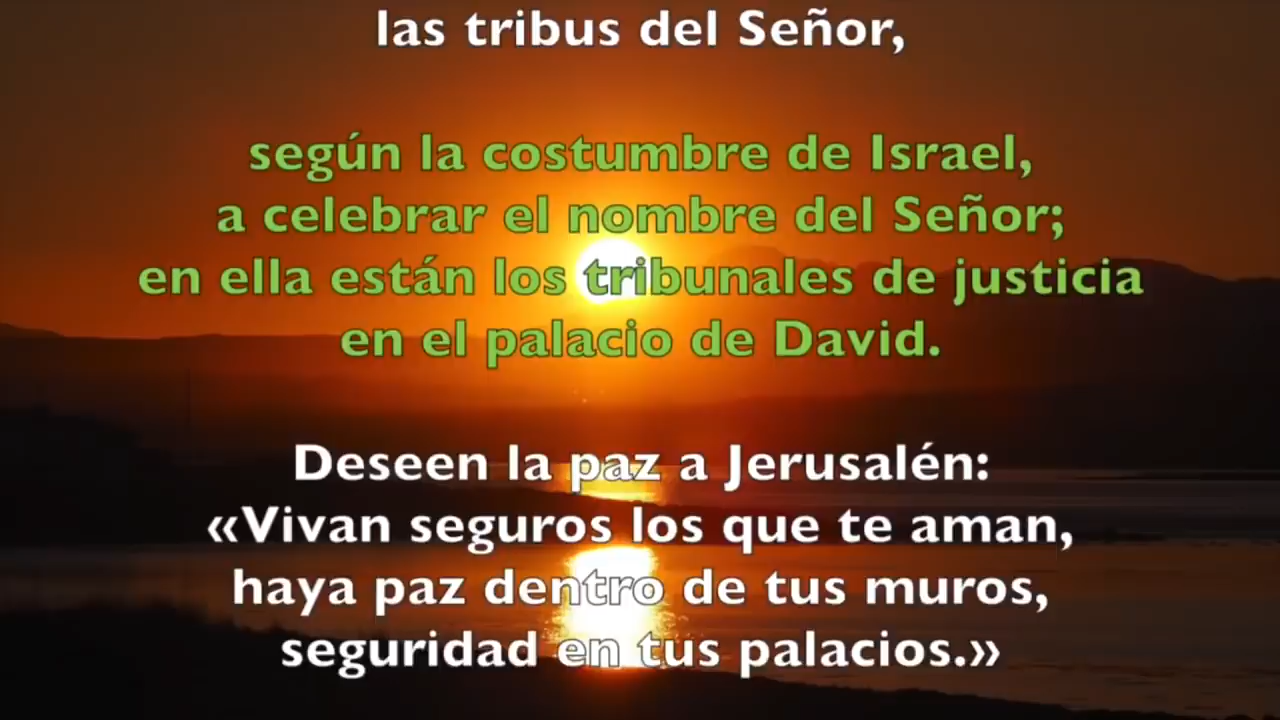 las tribus del Señor,
según la costumbre de Israel,
a celebrar el nombre del Señor;
en ella están los tribunales de justicia
en el palacio de David.
Deseen la paz a Jerusalén:
«Vivan seguros los que te aman,
haya paz dentro de tus muros,
seguridad en tus palacios.»